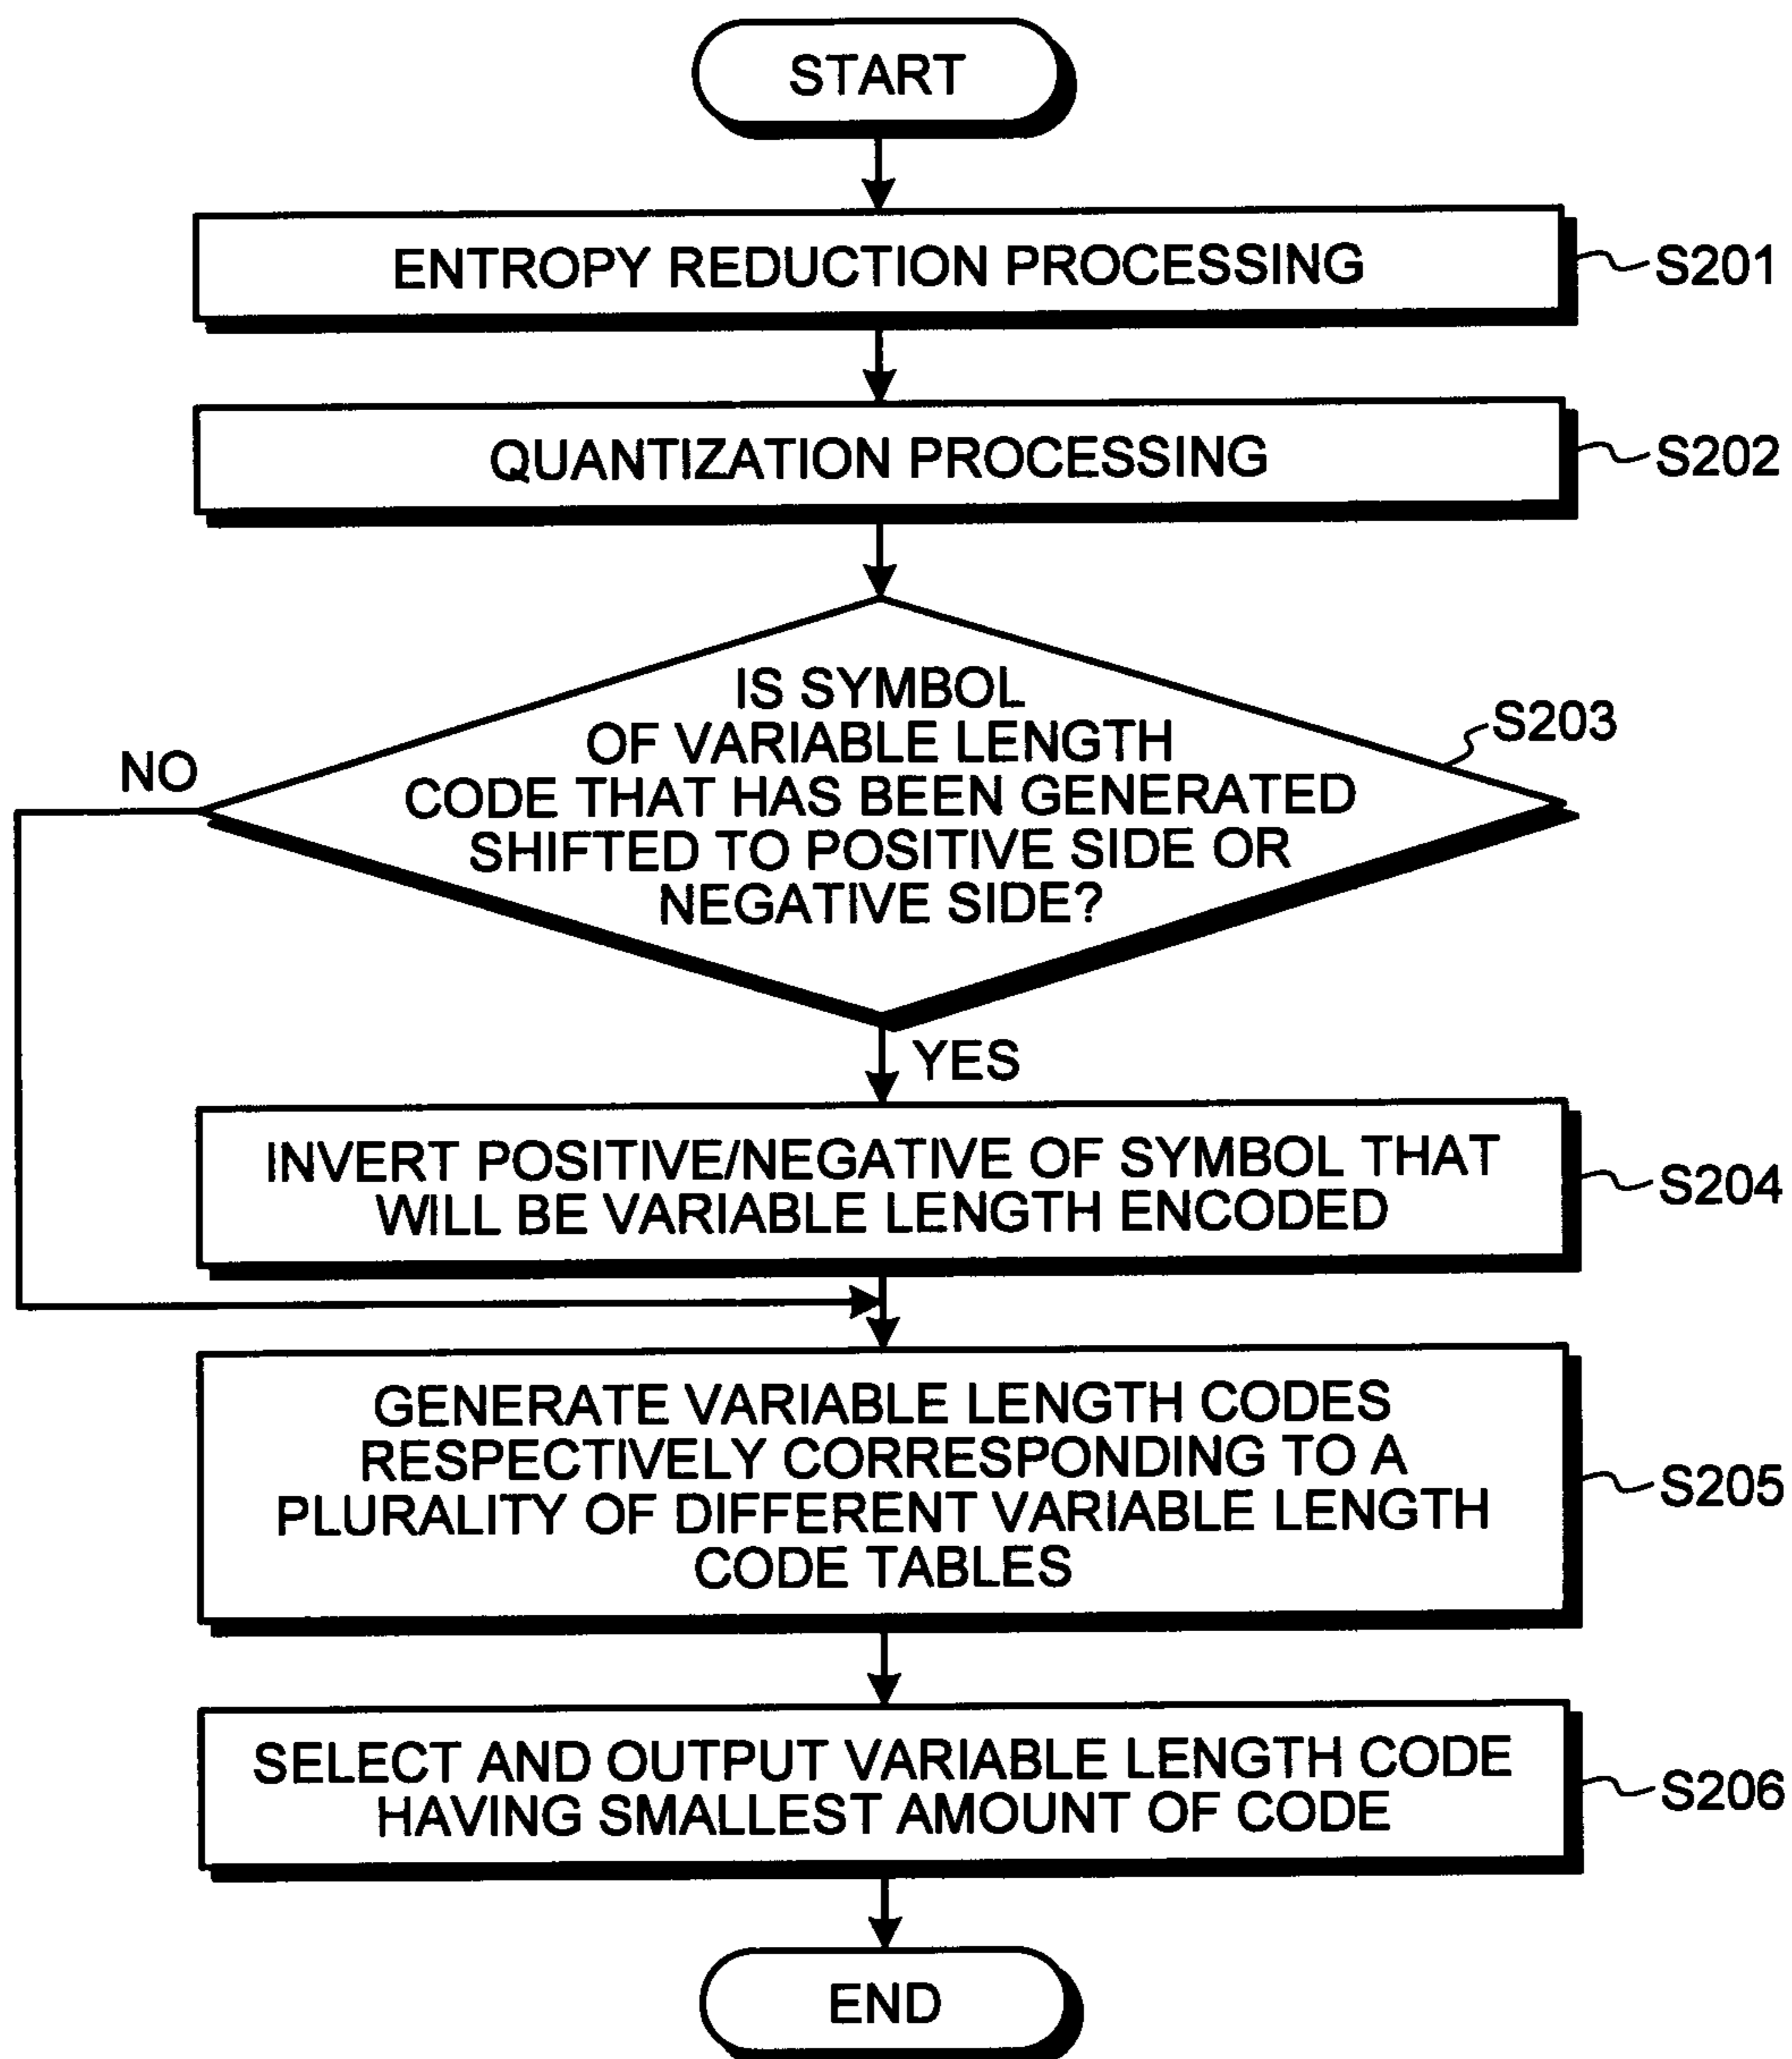 START
ENTROPY REDUCTION PROCESSING
S201
QUANTIZATION PROCESSING
S202
IS SYMBOL
OF VARIABLE LENGTH
CODE THAT HAS BEEN GENERATED
SHIFTED TO POSITIVE SIDE OR
NEGATIVE SIDE?
S203
NO
YES
INVERT POSITIVE/NEGATIVE OF SYMBOL THAT
WILL BE VARIABLE LENGTH ENCODED
S204
GENERATE VARIABLE LENGTH CODES
RESPECTIVELY CORRESPONDING TO A
PLURALITY OF DIFFERENT VARIABLE LENGTH
CODE TABLES
S205
SELECT AND OUTPUT VARIABLE LENGTH CODE
HAVING SMALLEST AMOUNT OF CODE
S206
END